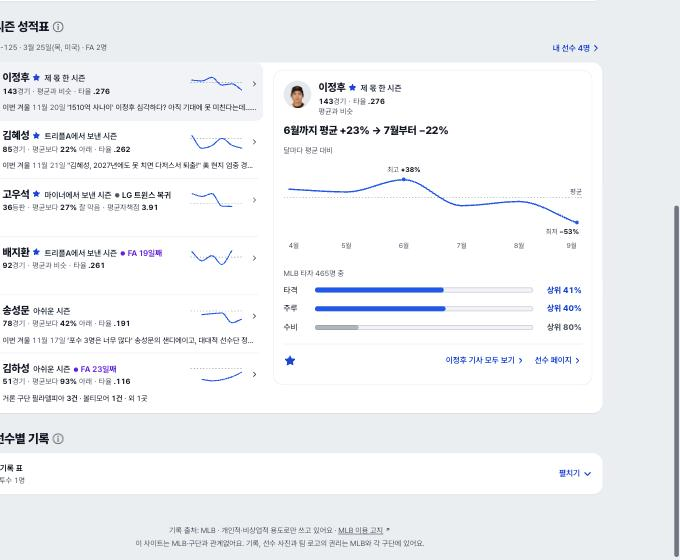 시즌 성적표
-125 · 3월 25일(목, 미국) · FA 2명
내 선수 4명
이정후 제 몫 한 시즌
143경기 · 평균과 비슷 · 타율 .276
이번 겨울 11월 20일 '1510억 사나이' 이정후 심각하다? 아직 기대에 못 미친다는데......
김혜성 트리플A에서 보낸 시즌
85경기 · 평균보다 22% 아래 · 타율 .262
이번 겨울 11월 21일 "김혜성, 2027년에도 못 치면 다저스서 퇴출!" 美 현지 엄중 경...
고우석 마이너에서 보낸 시즌 ● LG 트윈스 복귀
36등판 · 평균보다 27% 잘 막음 · 평균자책점 3.91
배지환 트리플A에서 보낸 시즌 ● FA 19일째
92경기 · 평균과 비슷 · 타율 .261
송성문 아쉬운 시즌
78경기 · 평균보다 42% 아래 · 타율 .191
이번 겨울 11월 17일 '포수 3명은 너무 많다' 송성문의 샌디에이고, 대대적 선수단 정...
김하성 아쉬운 시즌 ● FA 23일째
51경기 · 평균보다 93% 아래 · 타율 .116
거론 구단 필라델피아 3건 · 볼티모어 1건 · 외 1곳
이정후 제 몫 한 시즌
143경기 · 타율 .276
평균과 비슷
6월까지 평균 +23% → 7월부터 −22%
달마다 평균 대비
최고 +38%
평균
최저 −53%
4월 5월 6월 7월 8월 9월
MLB 타자 465명 중
타격 상위 41%
주루 상위 40%
수비 상위 80%
이정후 기사 모두 보기 선수 페이지
선수별 기록
기록 표
투수 1명
펼치기
기록 출처: MLB · 개인적·비상업적 용도로만 쓰고 있어요 · MLB 이용 고지 ↗
이 사이트는 MLB·구단과 관계없어요. 기록, 선수 사진과 팀 로고의 권리는 MLB와 각 구단에 있어요.